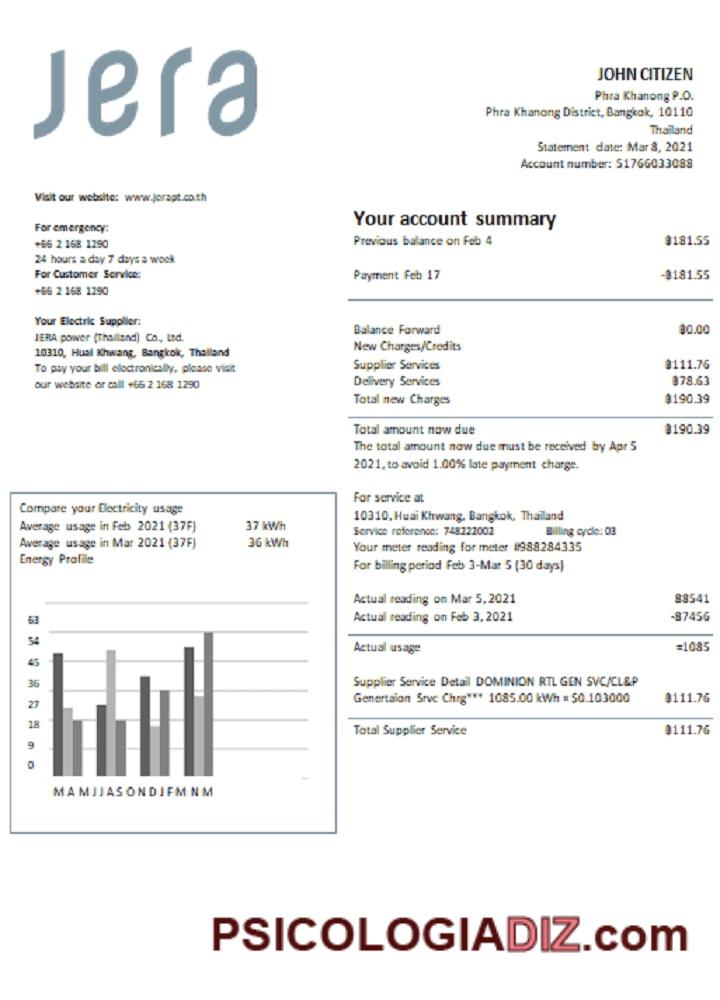 Jera
JOHN CITIZEN
Phra Khanong P.O.
Phra Khanong District, Bangkok, 10110
Thailand
Statement date: Mar 8, 2021
Account number: 51766033088
Visit our website: www.jerapt.co.th
For emergency:
+66 2 168 1290
24 hours a day 7 days a week
For Customer Service:
+66 2 168 1290
Your Electric Supplier:
JERA power (Thailand) Co., Ltd.
10310, Huai Khwang, Bangkok, Thailand
To pay your bill electronically, please visit
our website or call +66 2 168 1290
Your account summary
Previous balance on Feb 4 ฿181.55
Payment Feb 17 -฿181.55
Balance Forward ฿0.00
New Charges/Credits
Supplier Services ฿111.76
Delivery Services ฿78.63
Total new Charges ฿190.39
Total amount now due ฿190.39
The total amount now due must be received by Apr 5
2021, to avoid 1.00% late payment charge.
For service at
10310, Huai Khwang, Bangkok, Thailand
Service reference: 748222002 Billing cycle: 03
Your meter reading for meter #988284335
For billing period Feb 3-Mar 5 (30 days)
Actual reading on Mar 5, 2021 88541
Actual reading on Feb 3, 2021 -87456
Actual usage =1085
Supplier Service Detail DOMINION RTL GEN SVC/CL&P
Genertaion Srvc Chrg*** 1085.00 kWh × $0.103000 ฿111.76
Total Supplier Service ฿111.76
Compare your Electricity usage
Average usage in Feb 2021 (37F) 37 kWh
Average usage in Mar 2021 (37F) 36 kWh
Energy Profile
63
54
45
36
27
18
9
0
M A M J J A S O N D J F M N M
PSICOLOGIADIZ.com